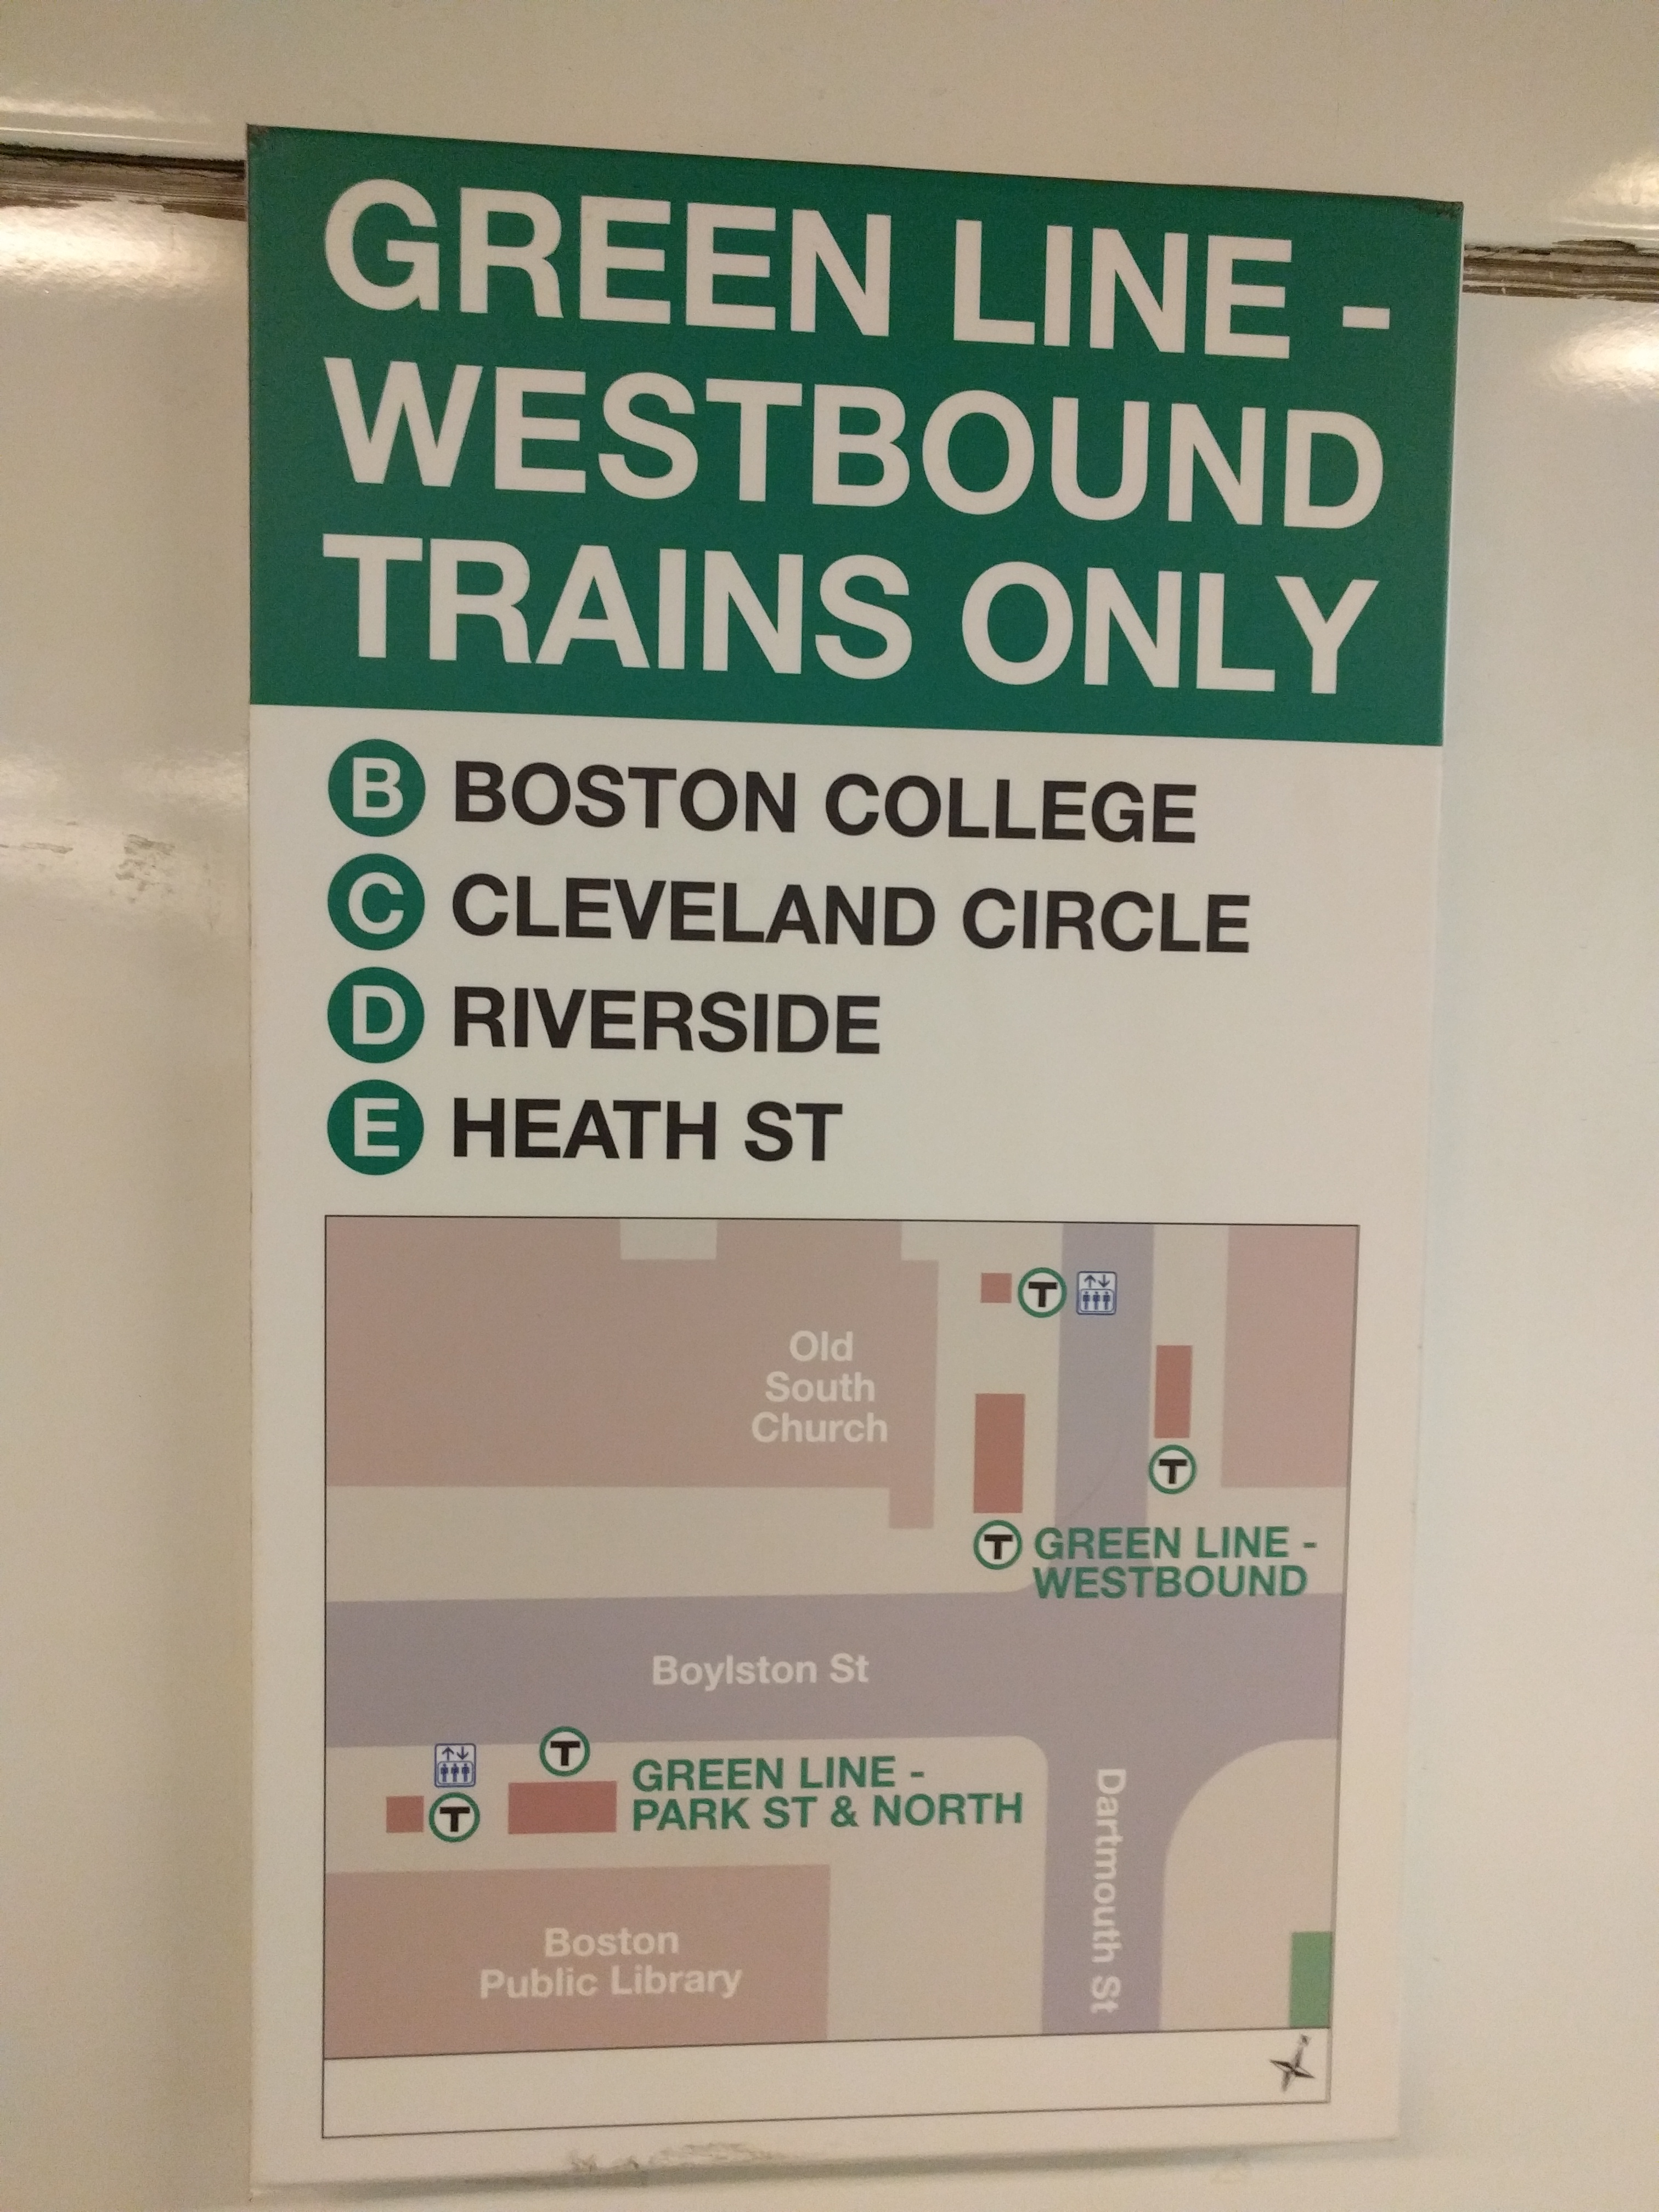 GREEN LINE -
WESTBOUND
TRAINS ONLY
B BOSTON COLLEGE
C CLEVELAND CIRCLE
D RIVERSIDE
E HEATH ST
T
Old
South
Church
T
T GREEN LINE -
WESTBOUND
Boylston St
T
GREEN LINE -
PARK ST & NORTH
T
Dartmouth St
Boston
Public Library